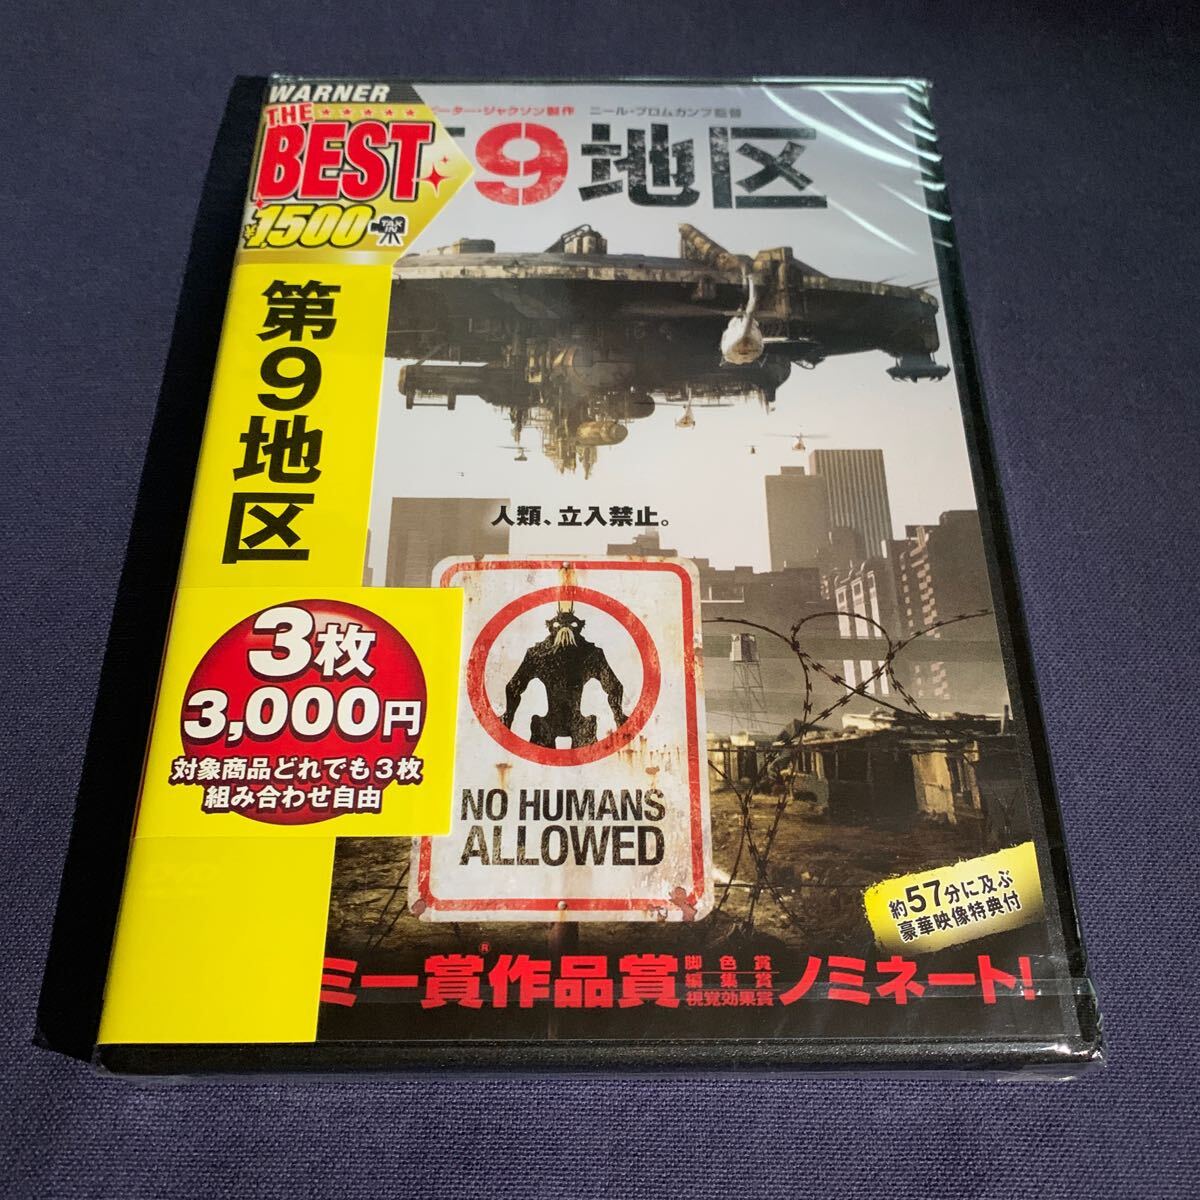 WARNER
THE
BEST
¥1,500
TAX IN
ピーター・ジャクソン製作 ニール・ブロムカンプ監督
9地区
第9地区
人類、立入禁止。
3枚
3,000円
対象商品どれでも3枚
組み合わせ自由
NO HUMANS
ALLOWED
DVD
約57分に及ぶ
豪華映像特典付
ミー賞®作品賞 脚色賞 編集賞 視覚効果賞 ノミネート!